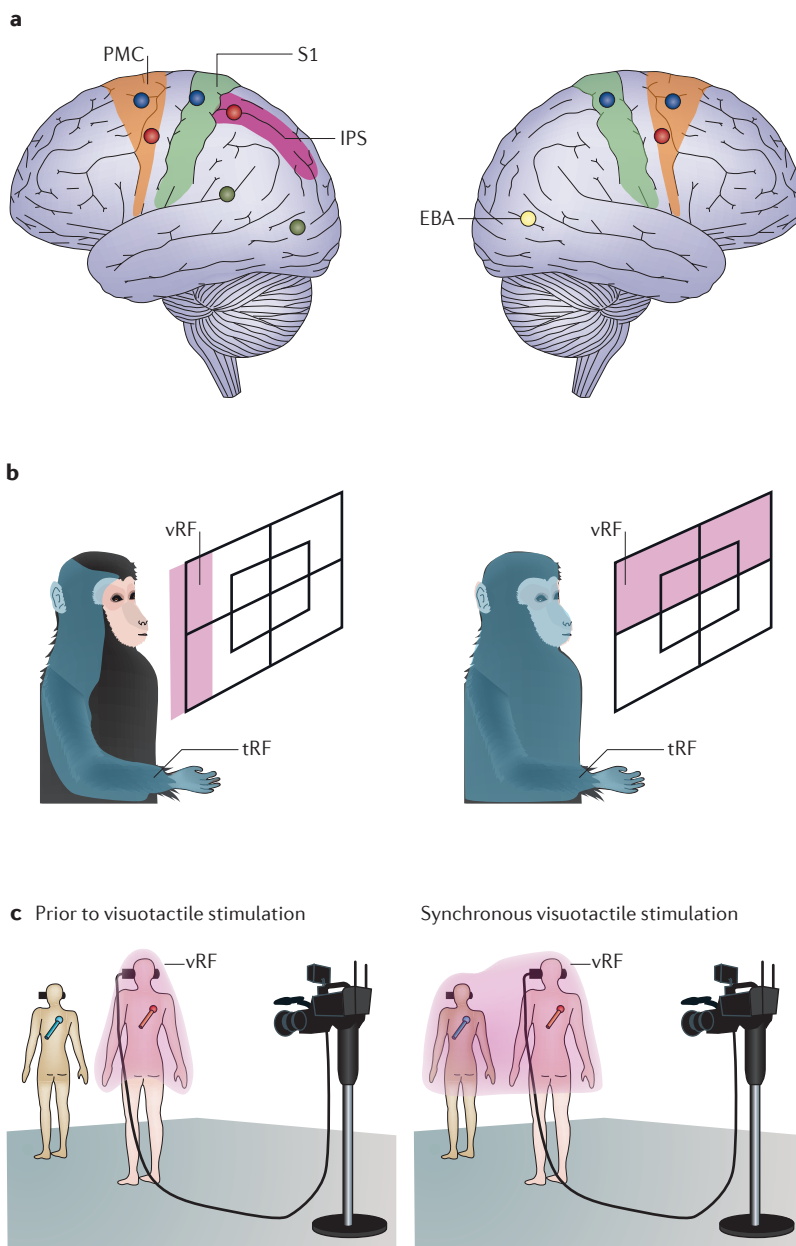 a
PMC
S1
IPS
EBA
b
vRF
tRF
vRF
tRF
c Prior to visuotactile stimulation
Synchronous visuotactile stimulation
vRF
vRF